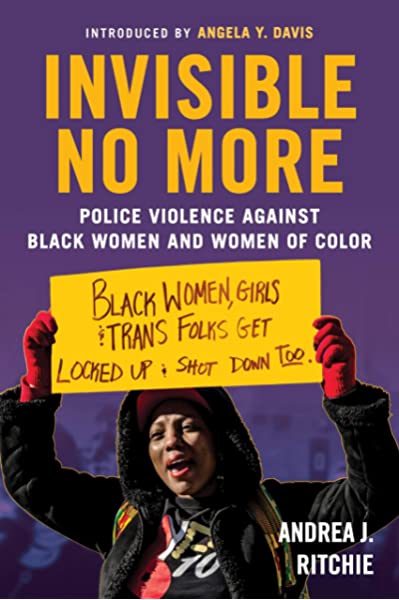 INTRODUCED BY ANGELA Y. DAVIS
INVISIBLE
NO MORE
POLICE VIOLENCE AGAINST
BLACK WOMEN AND WOMEN OF COLOR
BLACK WOMEN, GIRLS
& TRANS FOLKS GET
LOCKED UP & SHOT DOWN TOO.
ANDREA J.
RITCHIE